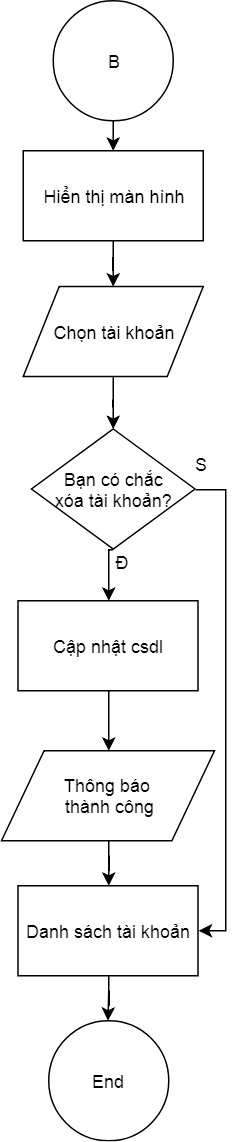 B
Hiển thị màn hình
Chọn tài khoản
Bạn có chắc
xóa tài khoản?
S
Đ
Cập nhật csdl
Thông báo
thành công
Danh sách tài khoản
End